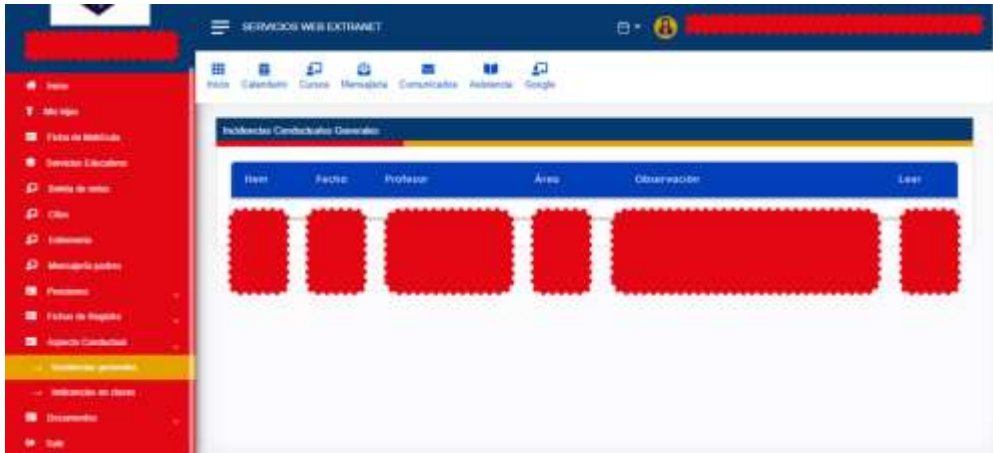 SERVICIOS WEB EXTRANET
Inicio Calendario Cursos Mensajería Comunicados Asistencia Google
Inicio
Mis hijos
Ficha de Matrícula
Servicios Educativos
Boleta de notas
Citas
Enfermería
Mensajería padres
Pensiones
Fichas de Registro
Aspecto Conductual
Incidencias generales
Incidencias en clases
Documentos
Salir
Incidencias Conductuales Generales
Item Fecha Profesor Área Observación Leer